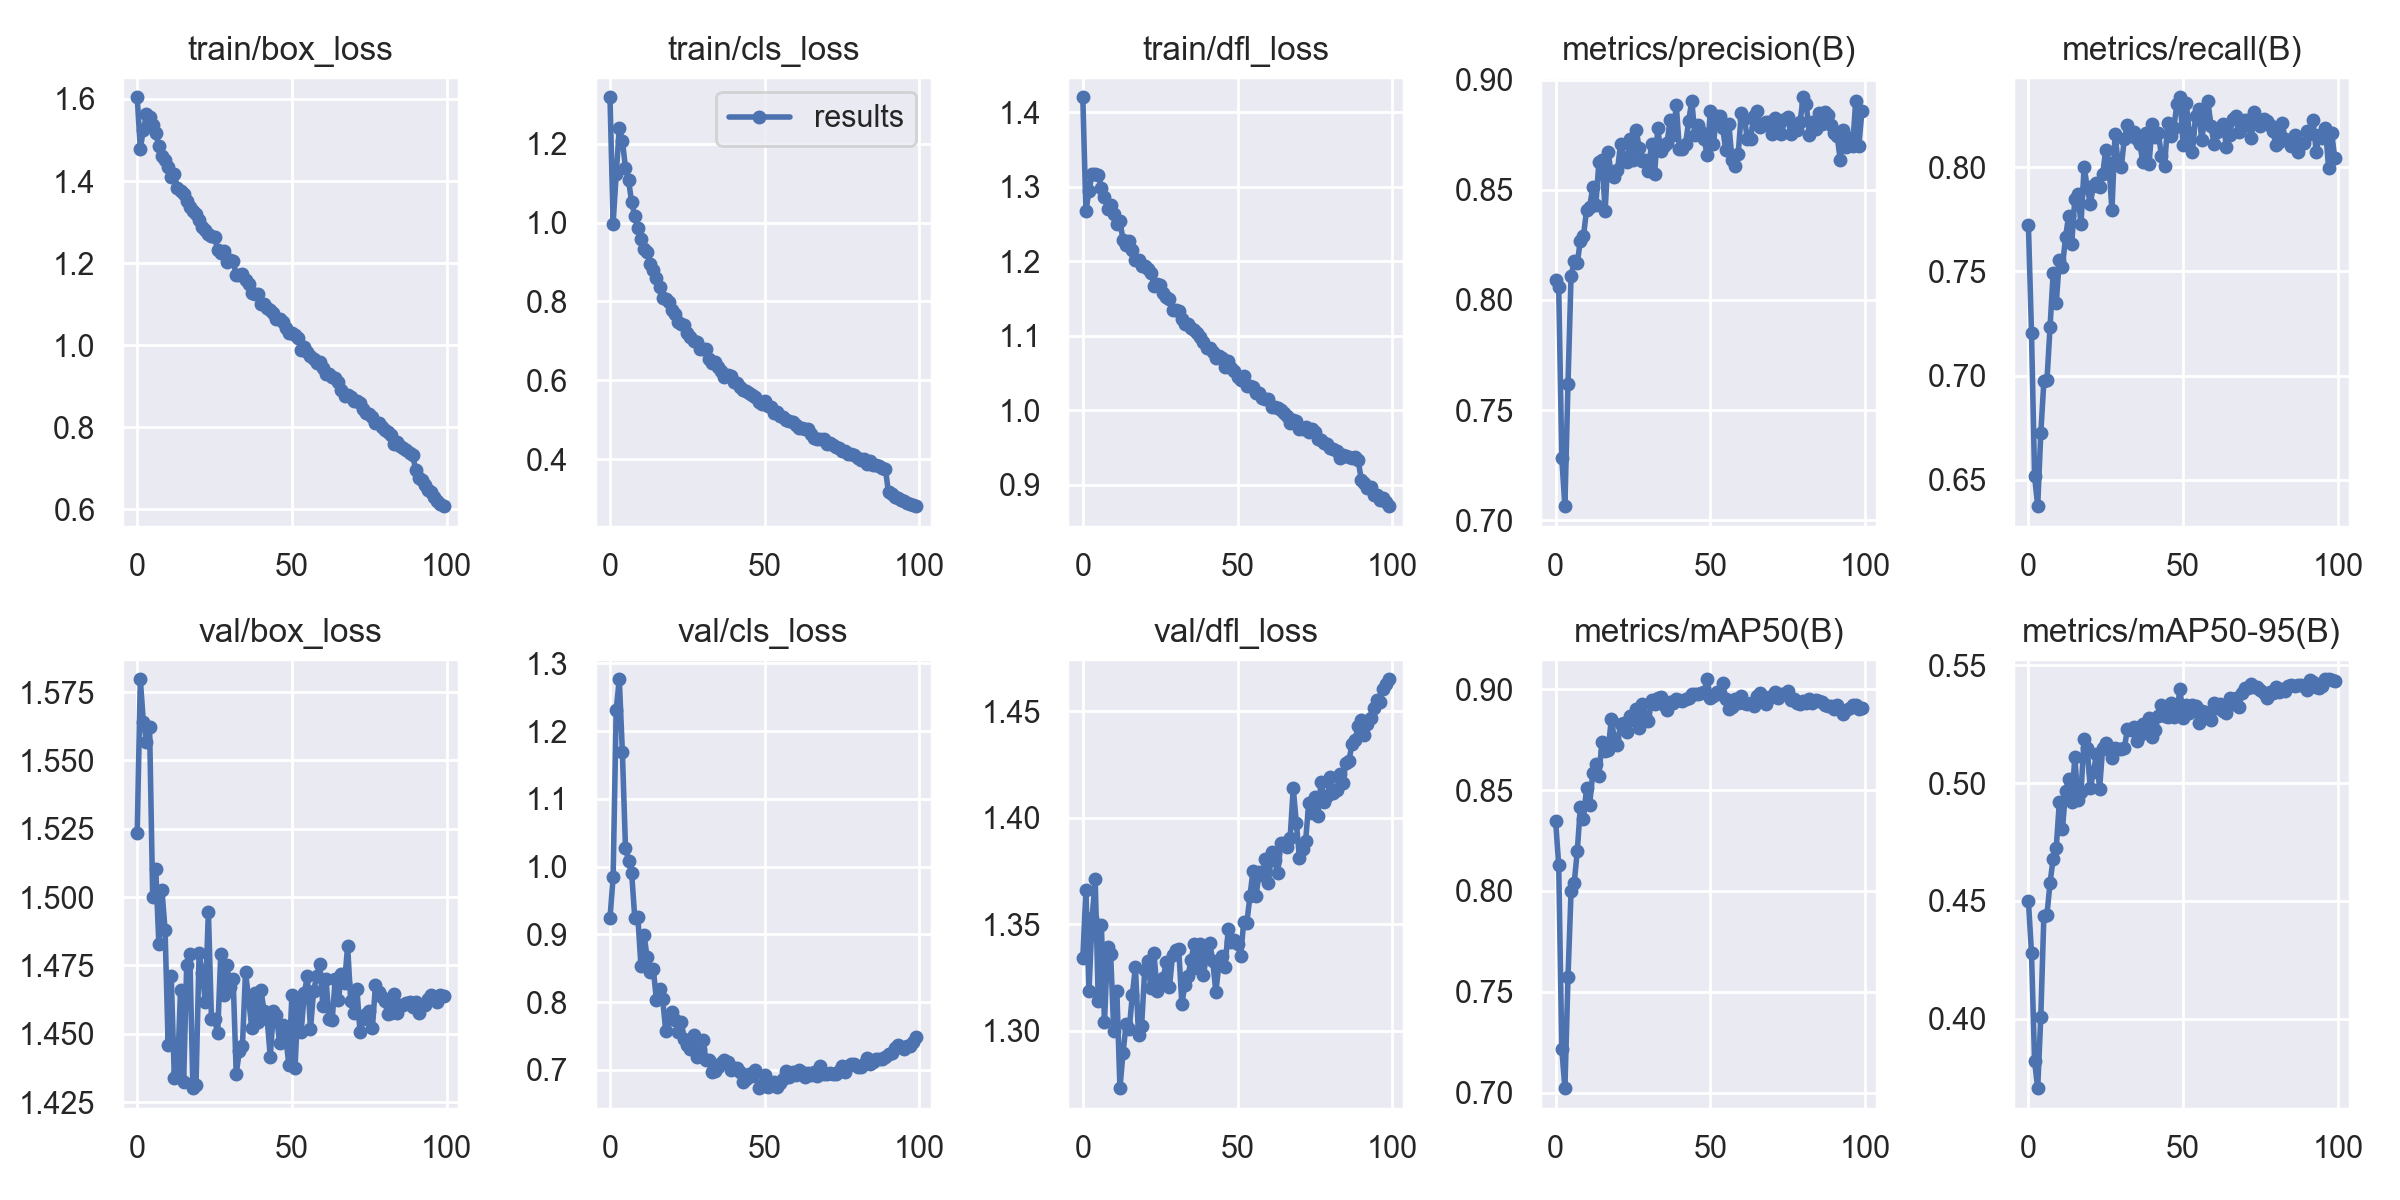 train/box_loss
1.6
1.4
1.2
1.0
0.8
0.6
0 50 100
train/cls_loss
results
1.2
1.0
0.8
0.6
0.4
0 50 100
train/dfl_loss
1.4
1.3
1.2
1.1
1.0
0.9
0 50 100
metrics/precision(B)
0.90
0.85
0.80
0.75
0.70
0 50 100
metrics/recall(B)
0.80
0.75
0.70
0.65
0 50 100
val/box_loss
1.575
1.550
1.525
1.500
1.475
1.450
1.425
0 50 100
val/cls_loss
1.3
1.2
1.1
1.0
0.9
0.8
0.7
0 50 100
val/dfl_loss
1.45
1.40
1.35
1.30
0 50 100
metrics/mAP50(B)
0.90
0.85
0.80
0.75
0.70
0 50 100
metrics/mAP50-95(B)
0.55
0.50
0.45
0.40
0 50 100